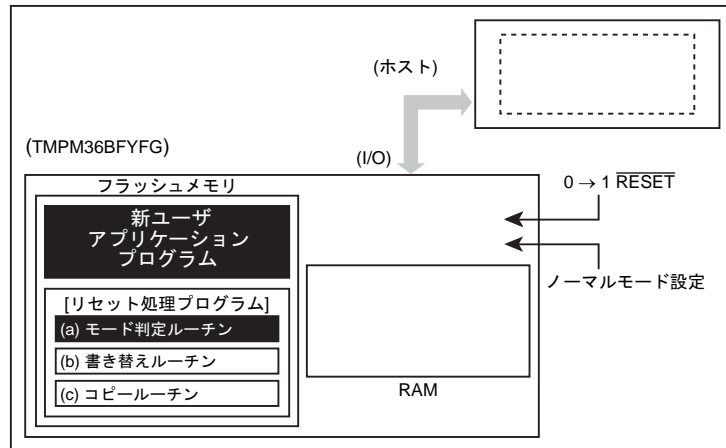 (ホスト)
(TMPM36BFYFG)
(I/O)
フラッシュメモリ
0 → 1 RESET
新ユーザ
アプリケーション
プログラム
ノーマルモード設定
[リセット処理プログラム]
(a) モード判定ルーチン
(b) 書き替えルーチン
(c) コピールーチン
RAM